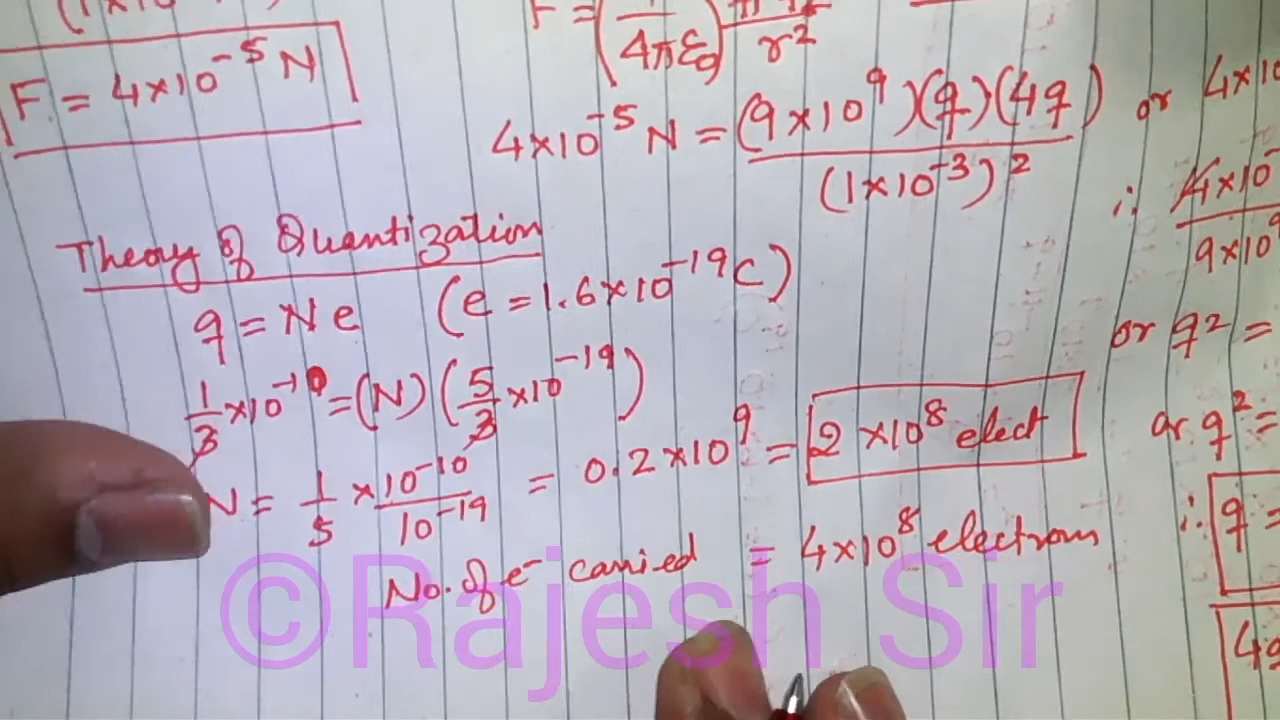 F = 4×10⁻⁵ N
F = (1/4πε₀) / r²
4×10⁻⁵ N = (9×10⁹)(q)(4q) / (1×10⁻³)² or 4×10
∴ 4×10⁻ / 9×10⁹
Theory of Quantization
q = Ne (e = 1.6×10⁻¹⁹C)
or q² =
1/3 ×10⁻¹⁰ = (N) (5/3 ×10⁻¹⁹)
or q² =
N = 1/5 × 10⁻¹⁰/10⁻¹⁹ = 0.2×10⁹ = 2×10⁸ elect
∴ q =
No. of e⁻ carried = 4×10⁸ electrons
4q
©Rajesh Sir